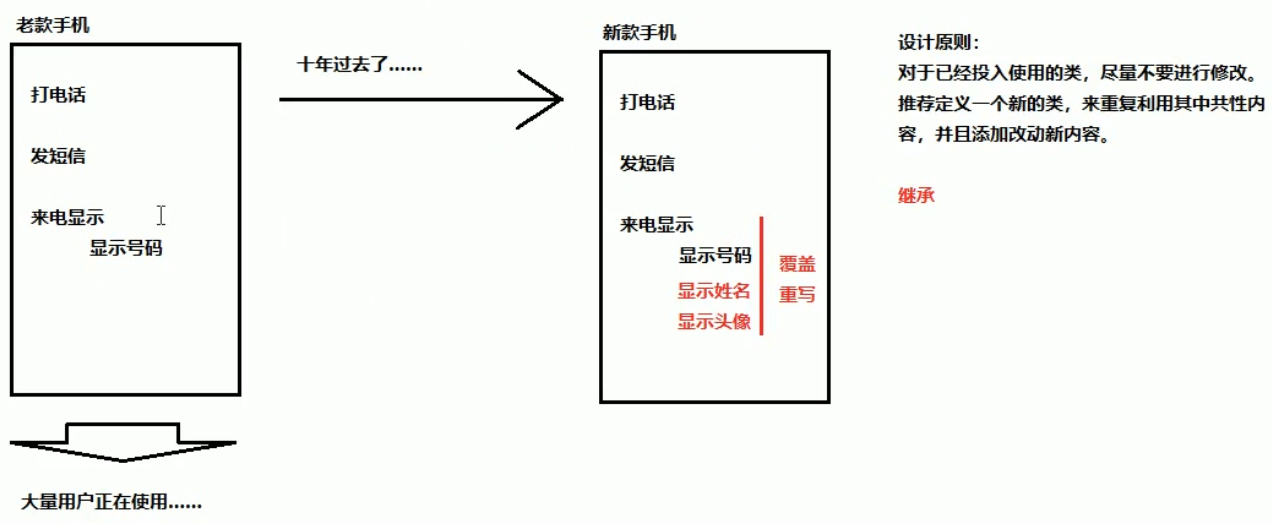 老款手机
打电话
发短信
来电显示
显示号码
大量用户正在使用......
十年过去了......
新款手机
打电话
发短信
来电显示
显示号码
显示姓名
显示头像
覆盖
重写
设计原则：
对于已经投入使用的类，尽量不要进行修改。
推荐定义一个新的类，来重复利用其中共性内
容，并且添加改动新内容。
继承